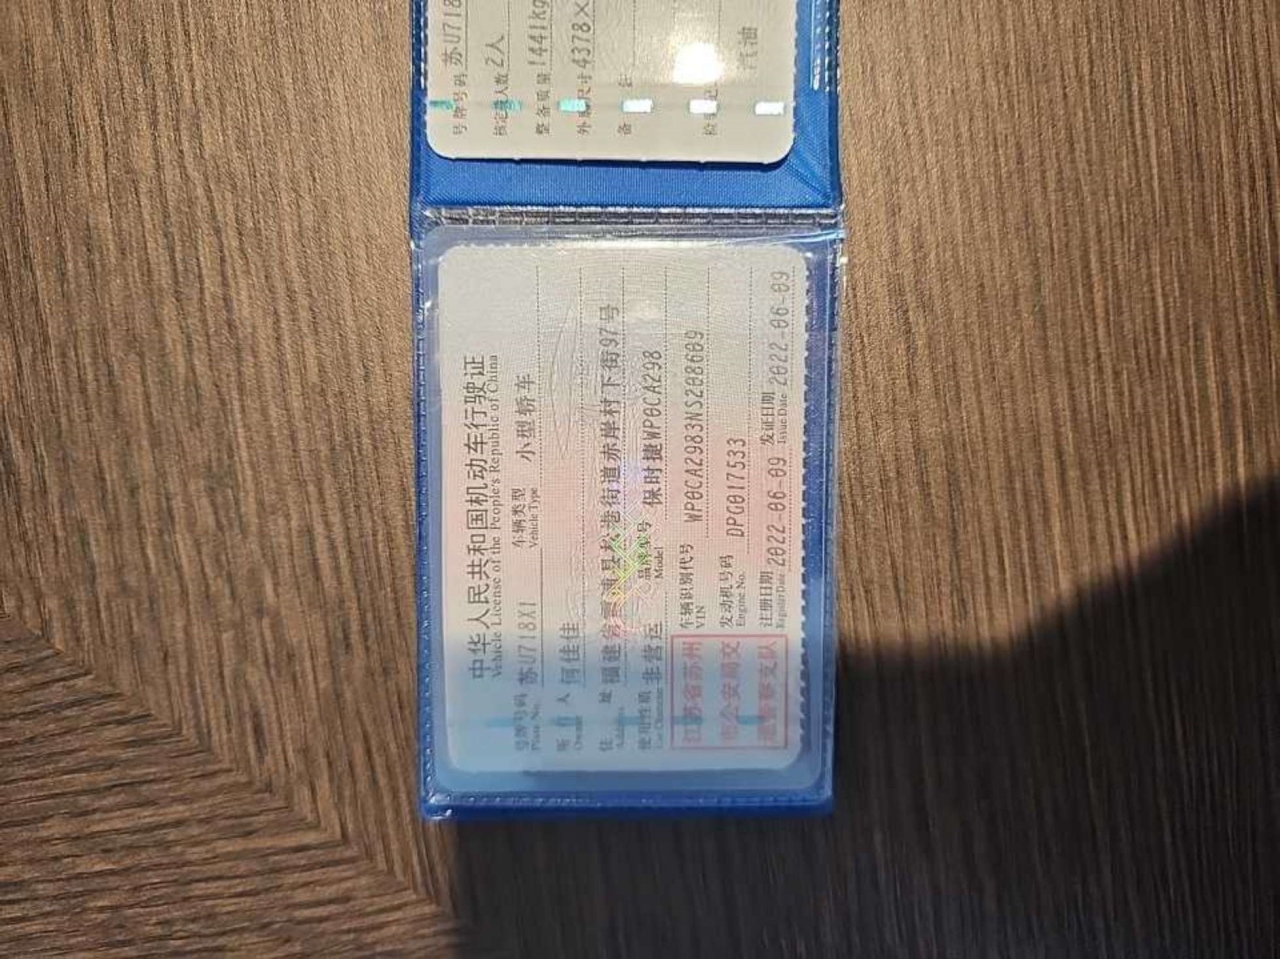 号牌号码 苏U718
核定载人数 2人
整备质量 1441kg
外廓尺寸 4378×
备
检
汽油
中华人民共和国机动车行驶证
Vehicle License of the People's Republic of China
号牌号码 苏U718X1 车辆类型 小型轿车
Plate No. Vehicle Type
所有人 何佳佳
Owner
住址 福建省霞浦县松港街道赤岸村下街97号
Address
使用性质 非营运 品牌型号 保时捷WP0CA298
Use Character Model
江苏省苏州
市公安局交
通警察支队
车辆识别代号 WP0CA2983NS208609
VIN
发动机号码 DPG017533
Engine No.
注册日期 2022-06-09 发证日期 2022-06-09
Register Date Issue Date